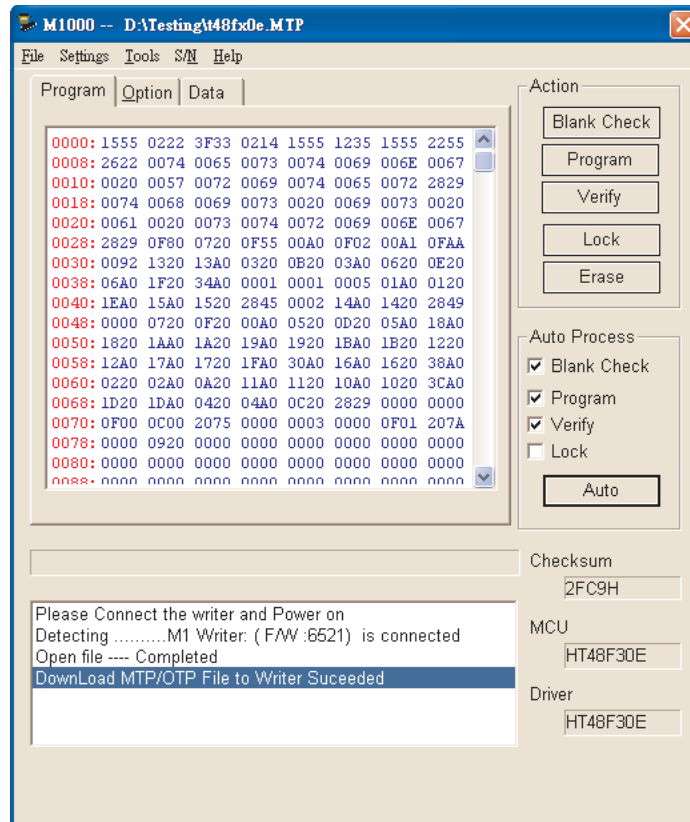 M1000 -- D:\Testing\t48fx0e.MTP
File Settings Tools S/N Help
Program Option Data
0000: 1555 0222 3F33 0214 1555 1235 1555 2255
0008: 2622 0074 0065 0073 0074 0069 006E 0067
0010: 0020 0057 0072 0069 0074 0065 0072 2829
0018: 0074 0068 0069 0073 0020 0069 0073 0020
0020: 0061 0020 0073 0074 0072 0069 006E 0067
0028: 2829 0F80 0720 0F55 00A0 0F02 00A1 0FAA
0030: 0092 1320 13A0 0320 0B20 03A0 0620 0E20
0038: 06A0 1F20 34A0 0001 0001 0005 01A0 0120
0040: 1EA0 15A0 1520 2845 0002 14A0 1420 2849
0048: 0000 0720 0F20 00A0 0520 0D20 05A0 18A0
0050: 1820 1AA0 1A20 19A0 1920 1BA0 1B20 1220
0058: 12A0 17A0 1720 1FA0 30A0 16A0 1620 38A0
0060: 0220 02A0 0A20 11A0 1120 10A0 1020 3CA0
0068: 1D20 1DA0 0420 04A0 0C20 2829 0000 0000
0070: 0F00 0C00 2075 0000 0003 0000 0F01 207A
0078: 0000 0920 0000 0000 0000 0000 0000 0000
0080: 0000 0000 0000 0000 0000 0000 0000 0000
0088: 0000 0000 0000 0000 0000 0000 0000 0000
Action
Blank Check
Program
Verify
Lock
Erase
Auto Process
Blank Check
Program
Verify
Lock
Auto
Checksum
2FC9H
MCU
HT48F30E
Driver
HT48F30E
Please Connect the writer and Power on
Detecting ..........M1 Writer: ( F/W :6521) is connected
Open file ---- Completed
DownLoad MTP/OTP File to Writer Suceeded